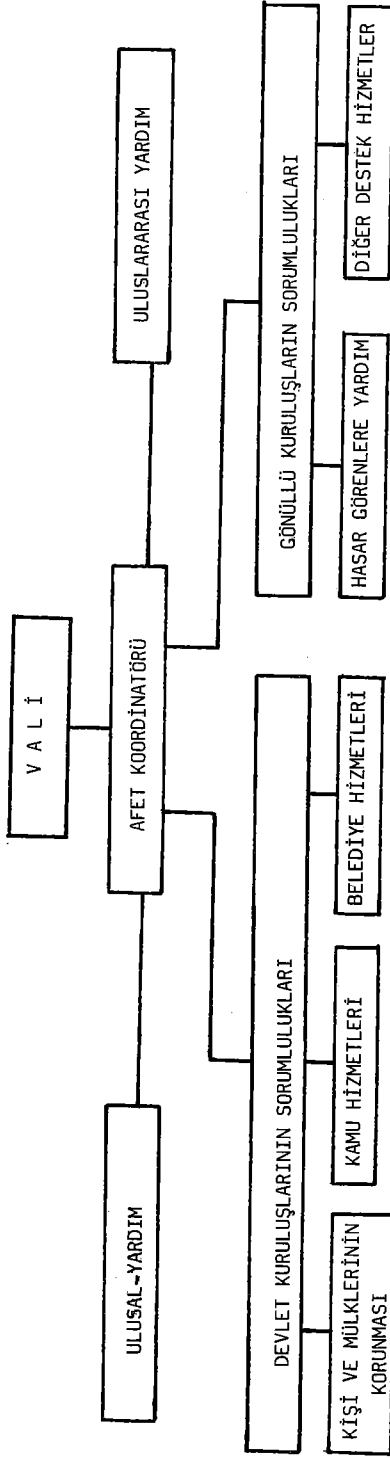 V A L İ
ULUSAL-YARDIM
AFET KOORDİNATÖRÜ
ULUSLARARASI YARDIM
DEVLET KURULUŞLARININ SORUMLULUKLARI
GÖNÜLLÜ KURULUŞLARIN SORUMLULUKLARI
KİŞİ VE MÜLKLERİNİN
KORUNMASI
KAMU HİZMETLERİ
BELEDİYE HİZMETLERİ
HASAR GÖRENLERE YARDIM
DİĞER DESTEK HİZMETLER